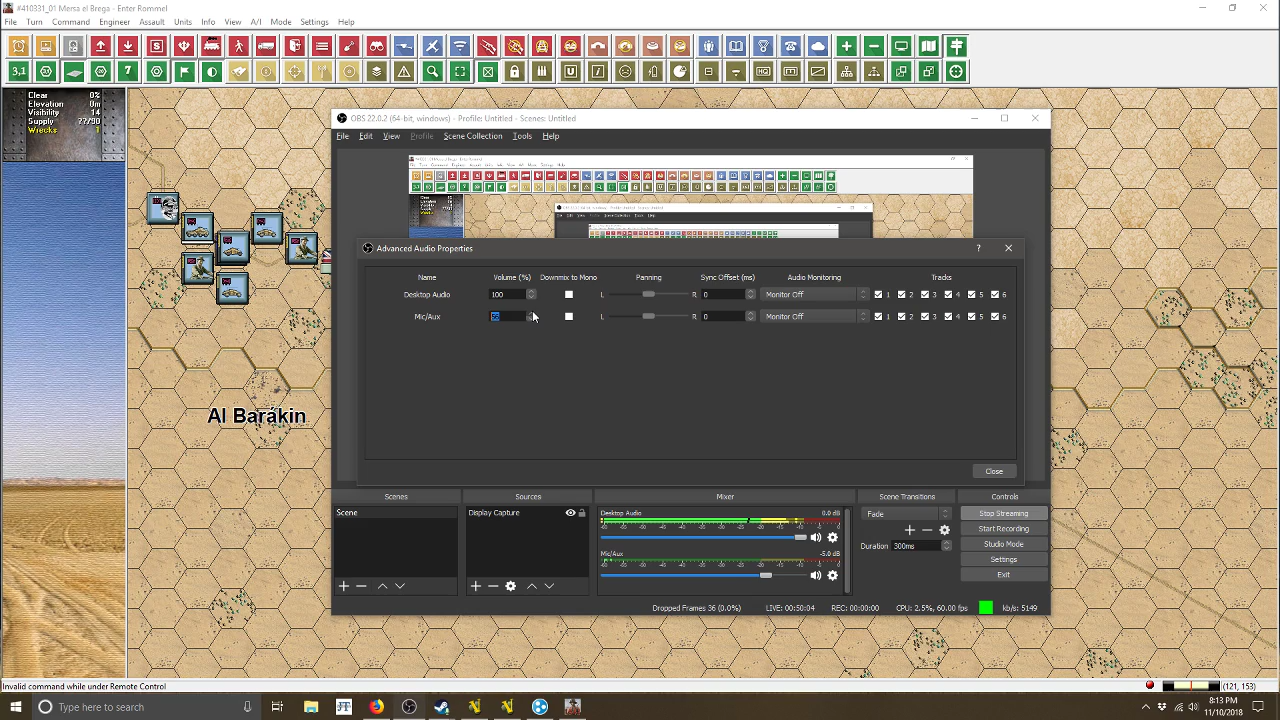 #410331_01 Mersa el Brega - Enter Rommel
File Turn Command Engineer Assault Units Info View A/I Mode Settings Help
3,1 7 HQ
Clear 0%
Elevation 0m
Visibility 14
Supply ??/90
Wrecks 1
OBS 22.0.2 (64-bit, windows) - Profile: Untitled - Scenes: Untitled
File Edit View Profile Scene Collection Tools Help
Advanced Audio Properties
Name Volume (%) Downmix to Mono Panning Sync Offset (ms) Audio Monitoring Tracks
Desktop Audio 100 L R 0 Monitor Off 1 2 3 4 5 6
Mic/Aux L R 0 Monitor Off 1 2 3 4 5 6
Al Barákin
Close
Scenes Sources Mixer Scene Transitions Controls
Scene Display Capture Desktop Audio 0.0 dB Fade Stop Streaming
Start Recording
Duration 300ms Studio Mode
Mic/Aux -5.0 dB Settings
Exit
Dropped Frames 36 (0.0%) LIVE: 00:50:04 REC: 00:00:00 CPU: 2.5%, 60.00 fps kb/s: 5149
Invalid command while under Remote Control (121, 153)
Type here to search
8:13 PM
11/10/2018